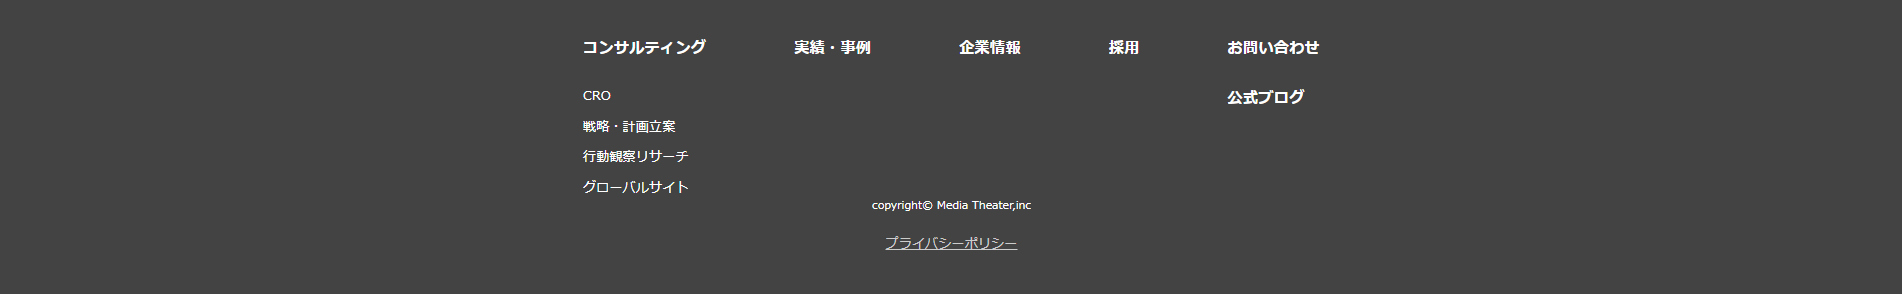 コンサルティング
実績・事例
企業情報
採用
お問い合わせ
CRO
公式ブログ
戦略・計画立案
行動観察リサーチ
グローバルサイト
copyright© Media Theater,inc
プライバシーポリシー